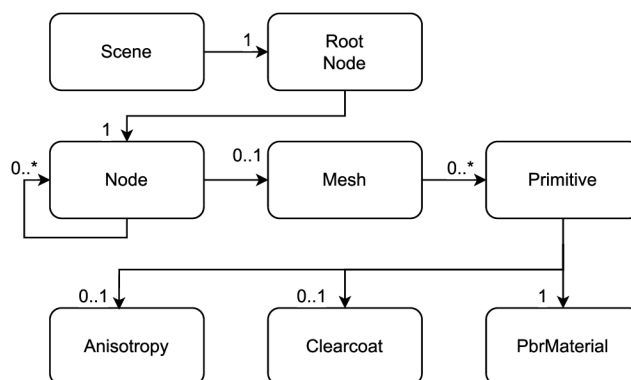 Scene
1
Root
Node
1
0..*
Node
0..1
Mesh
0..*
Primitive
0..1
Anisotropy
0..1
Clearcoat
1
PbrMaterial